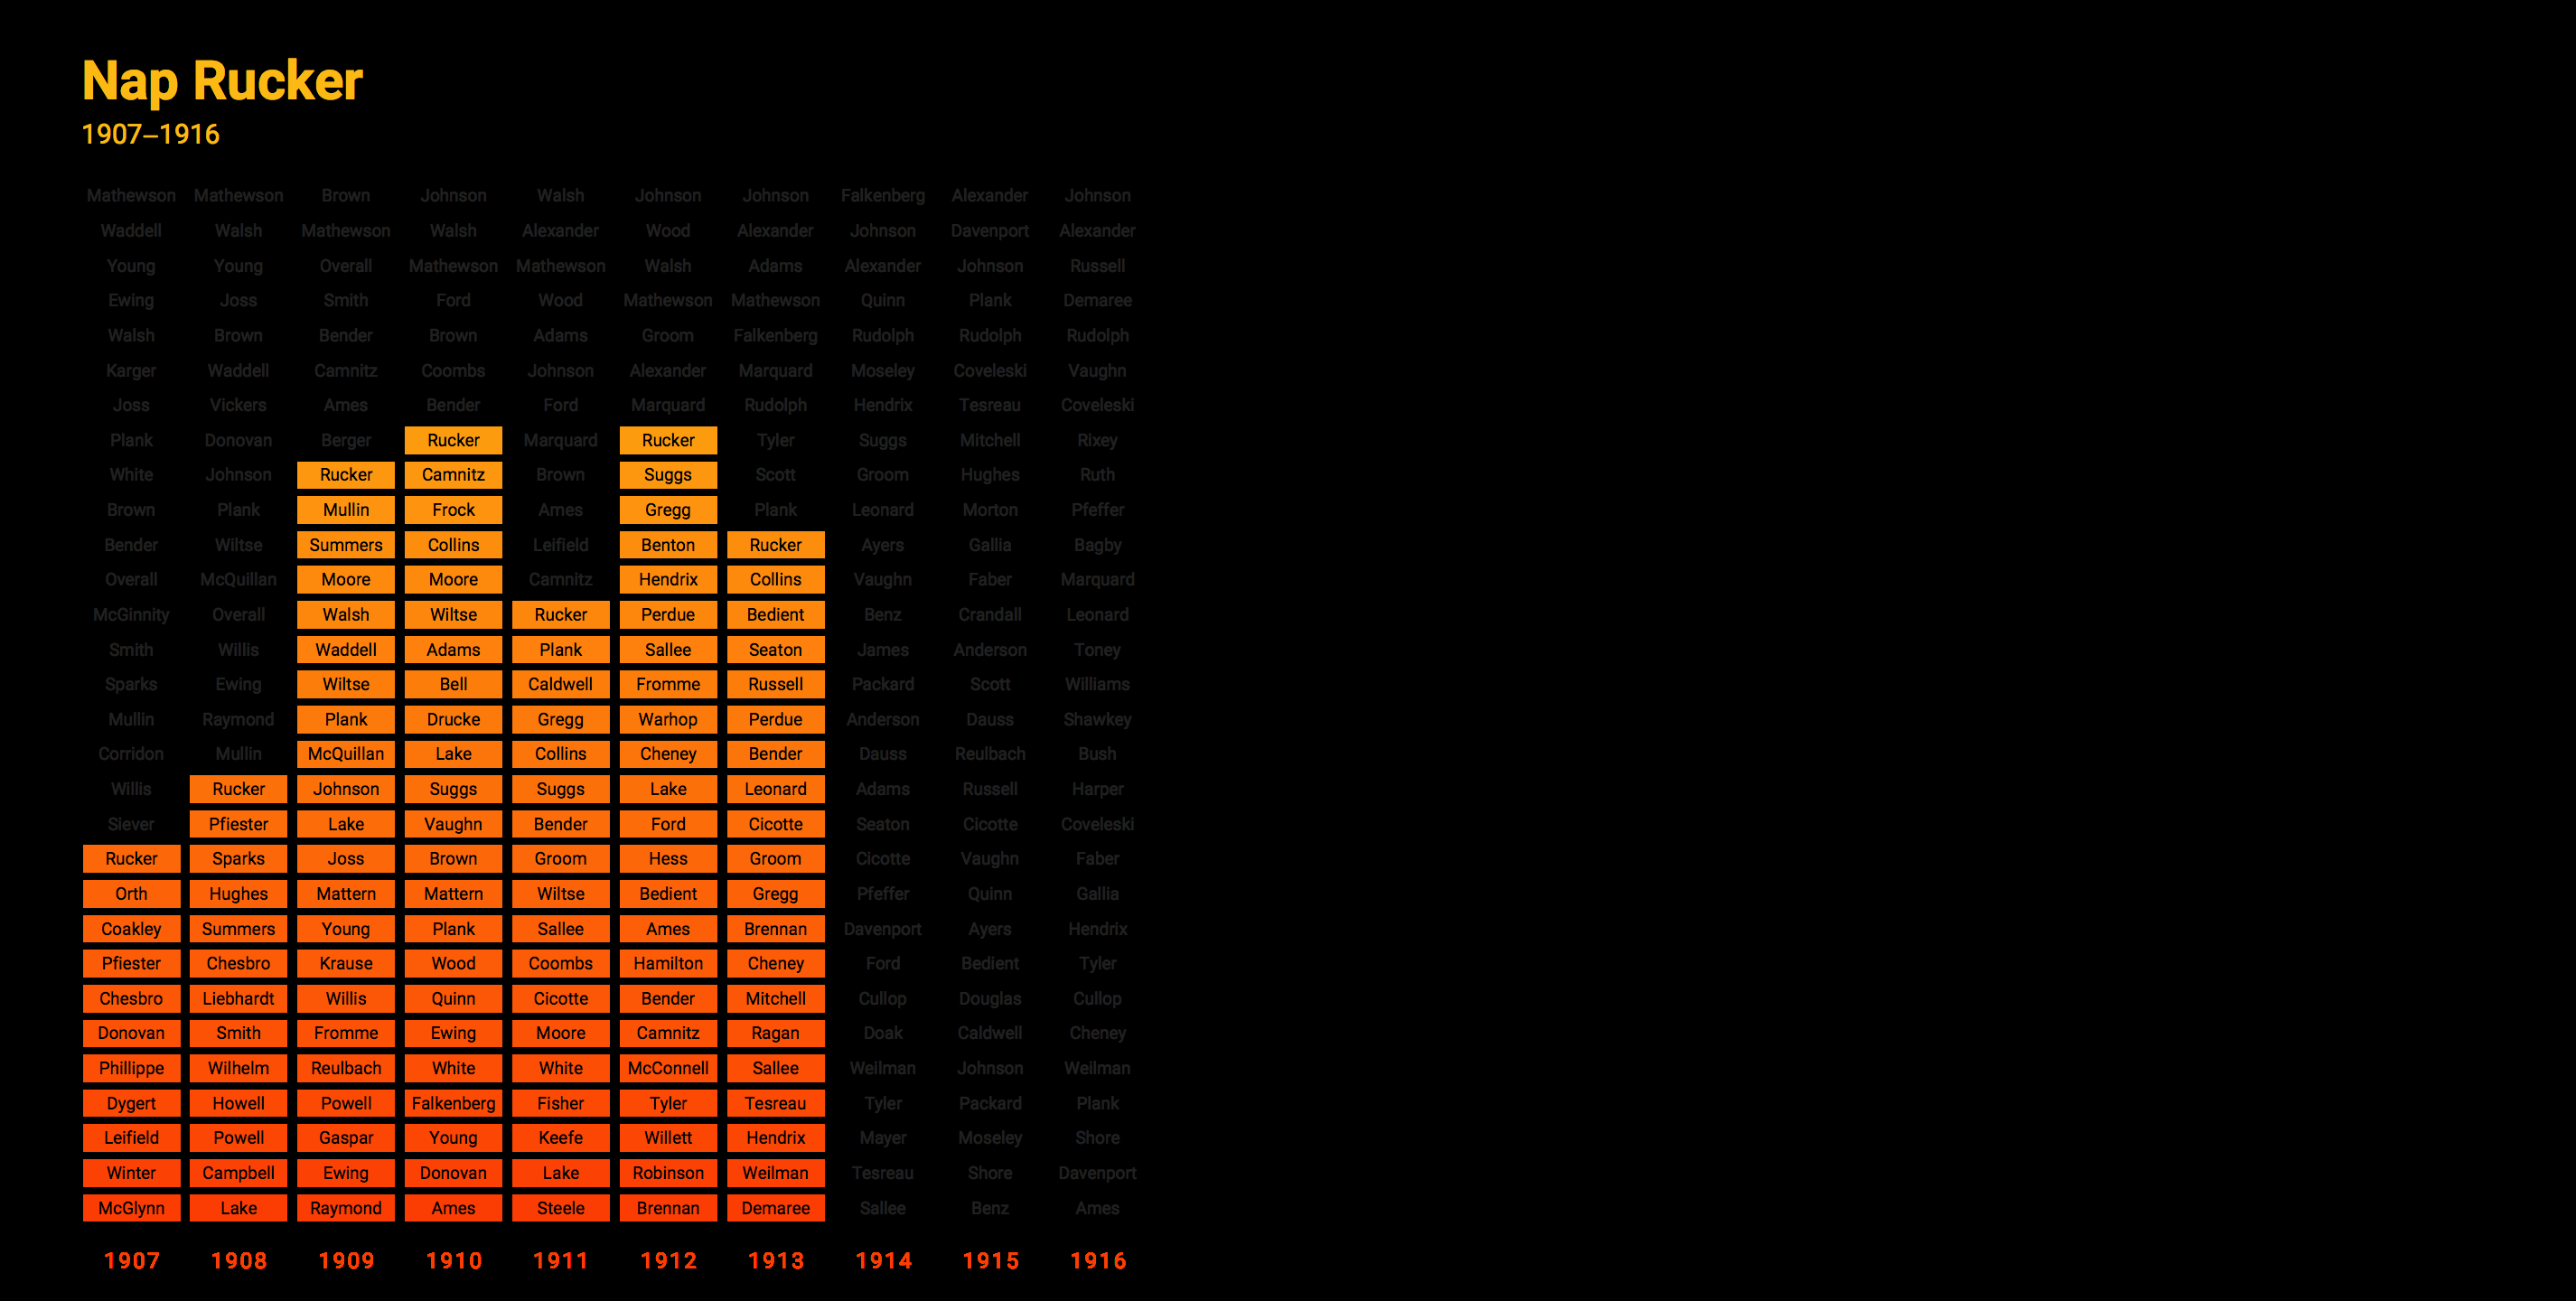 Nap Rucker
1907–1916
Mathewson Mathewson Brown Johnson Walsh Johnson Johnson Falkenberg Alexander Johnson
Waddell Walsh Mathewson Walsh Alexander Wood Alexander Johnson Davenport Alexander
Young Young Overall Mathewson Mathewson Walsh Adams Alexander Johnson Russell
Ewing Joss Smith Ford Wood Mathewson Mathewson Quinn Plank Demaree
Walsh Brown Bender Brown Adams Groom Falkenberg Rudolph Rudolph Rudolph
Karger Waddell Camnitz Coombs Johnson Alexander Marquard Moseley Coveleski Vaughn
Joss Vickers Ames Bender Ford Marquard Rudolph Hendrix Tesreau Coveleski
Plank Donovan Berger Rucker Marquard Rucker Tyler Suggs Mitchell Rixey
White Johnson Rucker Camnitz Brown Suggs Scott Groom Hughes Ruth
Brown Plank Mullin Frock Ames Gregg Plank Leonard Morton Pfeffer
Bender Wiltse Summers Collins Leifield Benton Rucker Ayers Gallia Bagby
Overall McQuillan Moore Moore Camnitz Hendrix Collins Vaughn Faber Marquard
McGinnity Overall Walsh Wiltse Rucker Perdue Bedient Benz Crandall Leonard
Smith Willis Waddell Adams Plank Sallee Seaton James Anderson Toney
Sparks Ewing Wiltse Bell Caldwell Fromme Russell Packard Scott Williams
Mullin Raymond Plank Drucke Gregg Warhop Perdue Anderson Dauss Shawkey
Corridon Mullin McQuillan Lake Collins Cheney Bender Dauss Reulbach Bush
Willis Rucker Johnson Suggs Suggs Lake Leonard Adams Russell Harper
Siever Pfiester Lake Vaughn Bender Ford Cicotte Seaton Cicotte Coveleski
Rucker Sparks Joss Brown Groom Hess Groom Cicotte Vaughn Faber
Orth Hughes Mattern Mattern Wiltse Bedient Gregg Pfeffer Quinn Gallia
Coakley Summers Young Plank Sallee Ames Brennan Davenport Ayers Hendrix
Pfiester Chesbro Krause Wood Coombs Hamilton Cheney Ford Bedient Tyler
Chesbro Liebhardt Willis Quinn Cicotte Bender Mitchell Cullop Douglas Cullop
Donovan Smith Fromme Ewing Moore Camnitz Ragan Doak Caldwell Cheney
Phillippe Wilhelm Reulbach White White McConnell Sallee Weilman Johnson Weilman
Dygert Howell Powell Falkenberg Fisher Tyler Tesreau Tyler Packard Plank
Leifield Powell Gaspar Young Keefe Willett Hendrix Mayer Moseley Shore
Winter Campbell Ewing Donovan Lake Robinson Weilman Tesreau Shore Davenport
McGlynn Lake Raymond Ames Steele Brennan Demaree Sallee Benz Ames
1907 1908 1909 1910 1911 1912 1913 1914 1915 1916